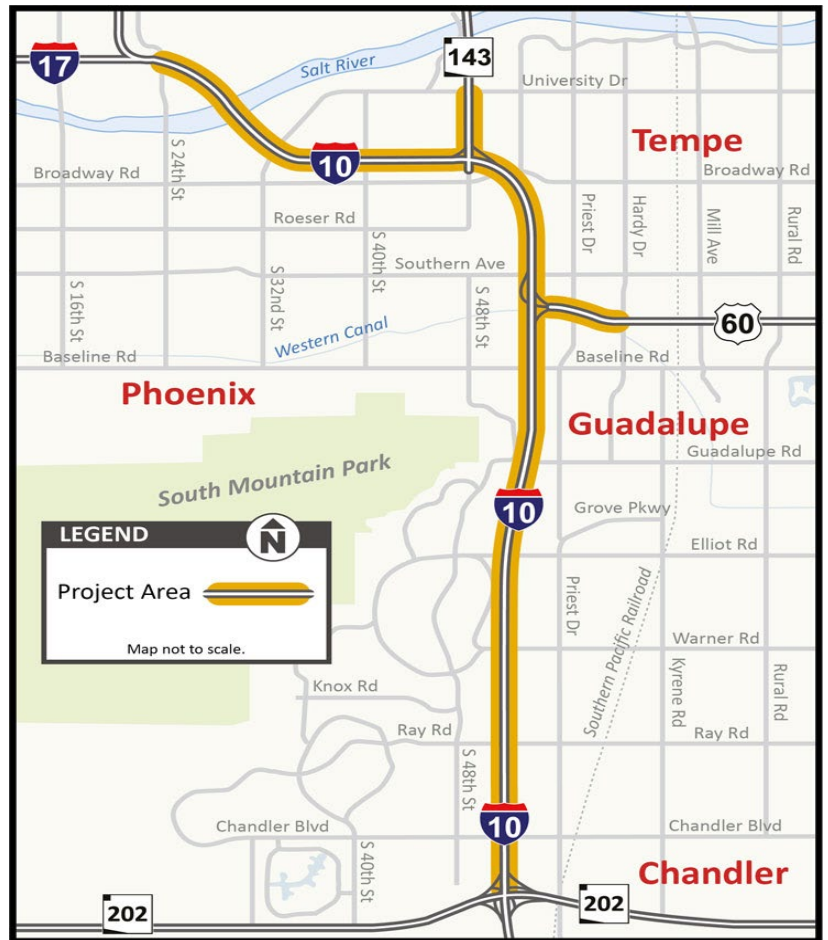 17
Salt River
143
University Dr
Tempe
S 24th St
10
Broadway Rd
Broadway Rd
Priest Dr
Hardy Dr
Mill Ave
Rural Rd
Roeser Rd
S 40th St
Southern Ave
S 16th St
S 32nd St
S 48th St
Western Canal
60
Baseline Rd
Baseline Rd
Phoenix
Guadalupe
Guadalupe Rd
South Mountain Park
10
Grove Pkwy
LEGEND
N
Elliot Rd
Project Area
Priest Dr
Southern Pacific Railroad
Map not to scale.
Warner Rd
Knox Rd
Kyrene Rd
Rural Rd
Ray Rd
Ray Rd
S 48th St
10
Chandler Blvd
Chandler Blvd
S 40th St
Chandler
202
202